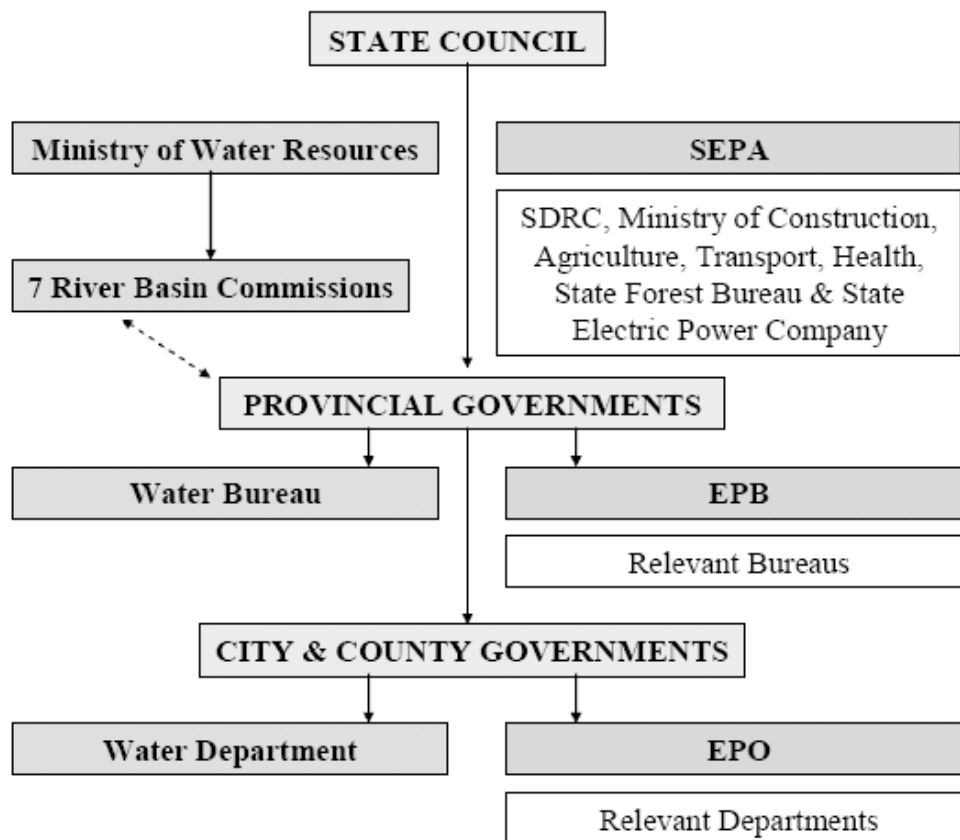 STATE COUNCIL
Ministry of Water Resources
SEPA
SDRC, Ministry of Construction,
Agriculture, Transport, Health,
State Forest Bureau & State
Electric Power Company
7 River Basin Commissions
PROVINCIAL GOVERNMENTS
Water Bureau
EPB
Relevant Bureaus
CITY & COUNTY GOVERNMENTS
Water Department
EPO
Relevant Departments